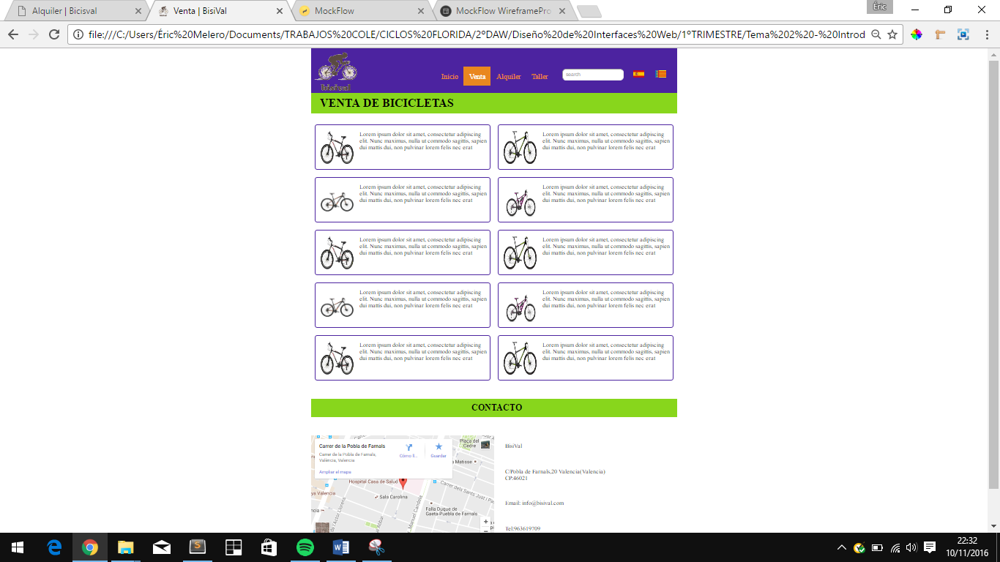 Alquiler | Bicisval
Venta | BisiVal
MockFlow
MockFlow WireframePro
Éric
file:///C:/Users/Éric%20Melero/Documents/TRABAJOS%20COLE/CICLOS%20FLORIDA/2ºDAW/Diseño%20de%20Interfaces%20Web/1ºTRIMESTRE/Tema%202%20-%20Introd
bisival
Inicio Venta Alquiler Taller search
VENTA DE BICICLETAS
Lorem ipsum dolor sit amet, consectetur adipiscing
elit. Nunc maximus, nulla ut commodo sagittis, sapien
dui mattis dui, non pulvinar lorem felis nec erat
Lorem ipsum dolor sit amet, consectetur adipiscing
elit. Nunc maximus, nulla ut commodo sagittis, sapien
dui mattis dui, non pulvinar lorem felis nec erat
Lorem ipsum dolor sit amet, consectetur adipiscing
elit. Nunc maximus, nulla ut commodo sagittis, sapien
dui mattis dui, non pulvinar lorem felis nec erat
Lorem ipsum dolor sit amet, consectetur adipiscing
elit. Nunc maximus, nulla ut commodo sagittis, sapien
dui mattis dui, non pulvinar lorem felis nec erat
Lorem ipsum dolor sit amet, consectetur adipiscing
elit. Nunc maximus, nulla ut commodo sagittis, sapien
dui mattis dui, non pulvinar lorem felis nec erat
Lorem ipsum dolor sit amet, consectetur adipiscing
elit. Nunc maximus, nulla ut commodo sagittis, sapien
dui mattis dui, non pulvinar lorem felis nec erat
Lorem ipsum dolor sit amet, consectetur adipiscing
elit. Nunc maximus, nulla ut commodo sagittis, sapien
dui mattis dui, non pulvinar lorem felis nec erat
Lorem ipsum dolor sit amet, consectetur adipiscing
elit. Nunc maximus, nulla ut commodo sagittis, sapien
dui mattis dui, non pulvinar lorem felis nec erat
Lorem ipsum dolor sit amet, consectetur adipiscing
elit. Nunc maximus, nulla ut commodo sagittis, sapien
dui mattis dui, non pulvinar lorem felis nec erat
Lorem ipsum dolor sit amet, consectetur adipiscing
elit. Nunc maximus, nulla ut commodo sagittis, sapien
dui mattis dui, non pulvinar lorem felis nec erat
CONTACTO
Carrer de la Pobla de Farnals
Carrer de la Pobla de Farnals,
Valencia, Valencia
Ampliar el mapa
Cómo ll...
Guardar
Plaça del
Cedre
Matisse
Hospital Casa de Salud
Sala Carolina
Carrer dels Sants Just i Pa
Falla Duque de
Gaeta-Puebla de Farnals
BisiVal
C/Pobla de Farnals,20 Valencia(Valencia)
CP:46021
Email: info@bisival.com
Tel:963619709
22:32
10/11/2016